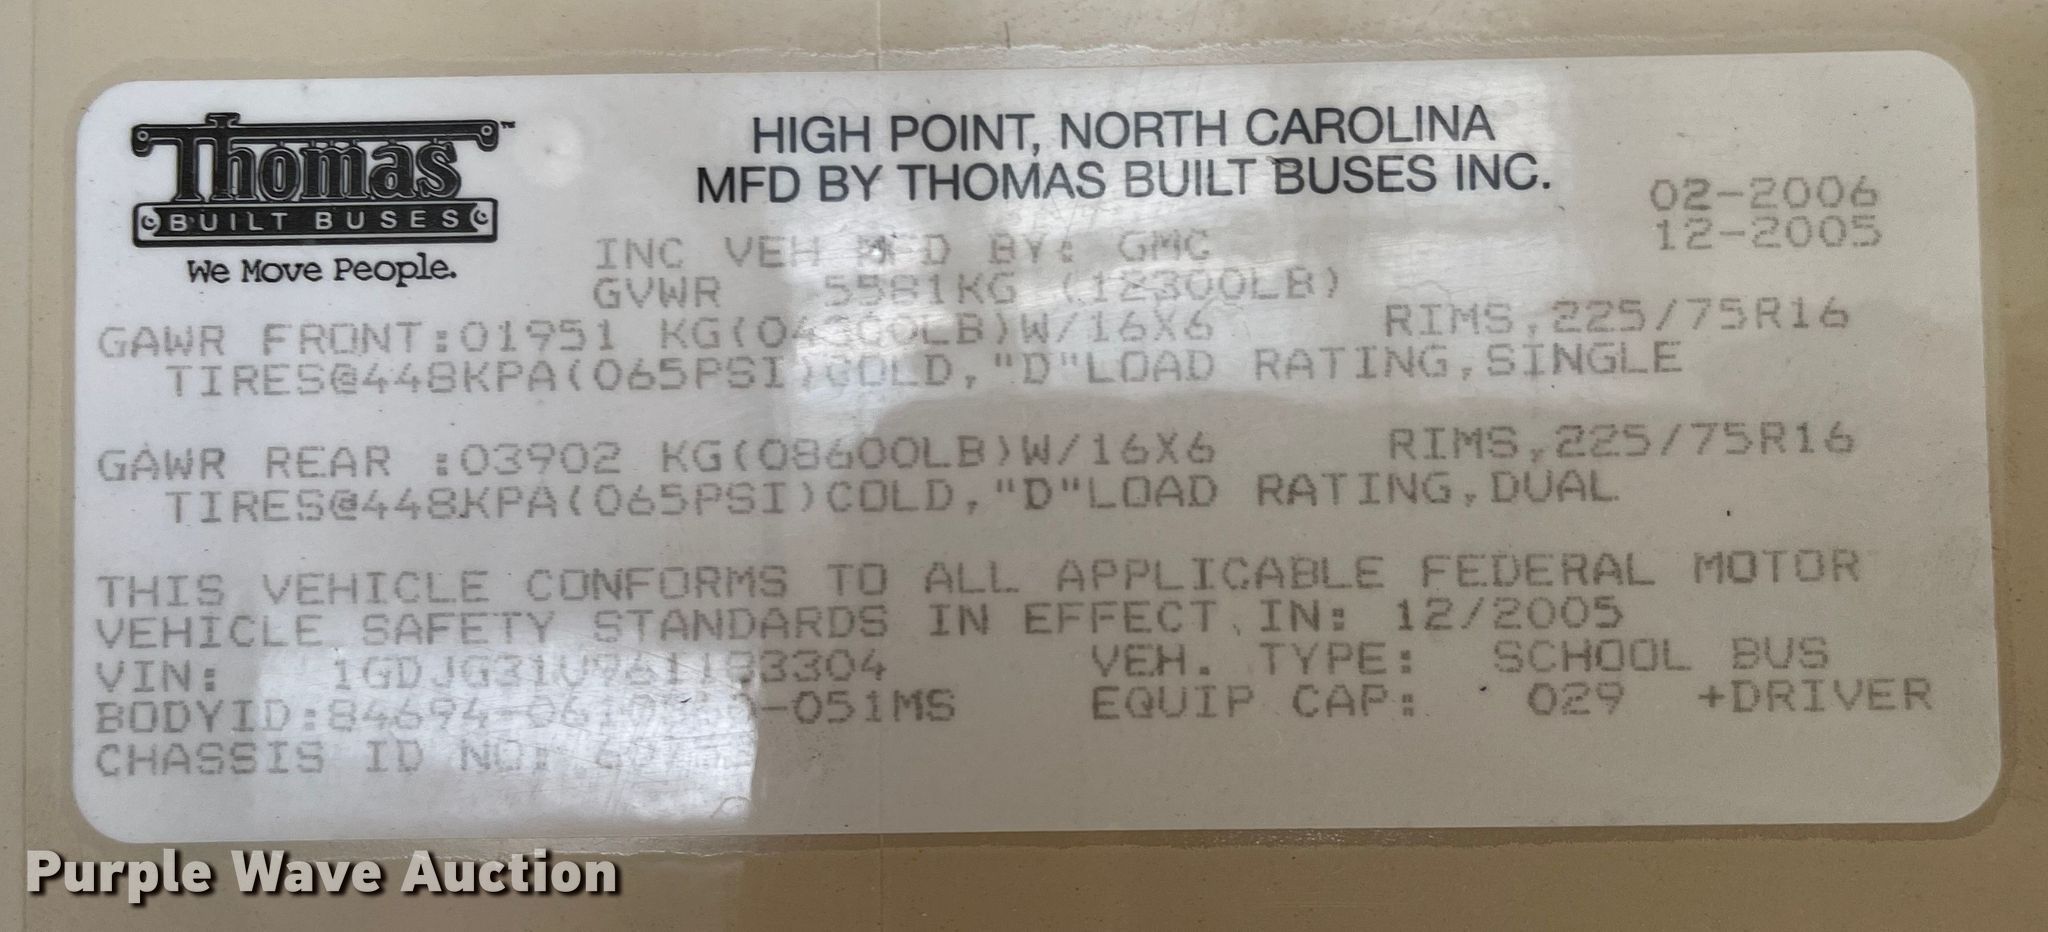 Thomas
BUILT BUSES
We Move People.
HIGH POINT, NORTH CAROLINA
MFD BY THOMAS BUILT BUSES INC.
02-2006
12-2005
INC VEH MFD BY: GMC
GVWR 5581KG (12300LB)
GAWR FRONT:01951 KG(04300LB)W/16X6 RIMS,225/75R16
TIRES@448KPA(065PSI)COLD,"D"LOAD RATING,SINGLE
GAWR REAR :03902 KG(08600LB)W/16X6 RIMS,225/75R16
TIRES@448KPA(065PSI)COLD,"D"LOAD RATING,DUAL
THIS VEHICLE CONFORMS TO ALL APPLICABLE FEDERAL MOTOR
VEHICLE SAFETY STANDARDS IN EFFECT IN: 12/2005
VIN: 1GDJG31U961183304 VEH. TYPE: SCHOOL BUS
BODYID: EQUIP CAP: 029 +DRIVER
CHASSIS ID NO:
Purple Wave Auction